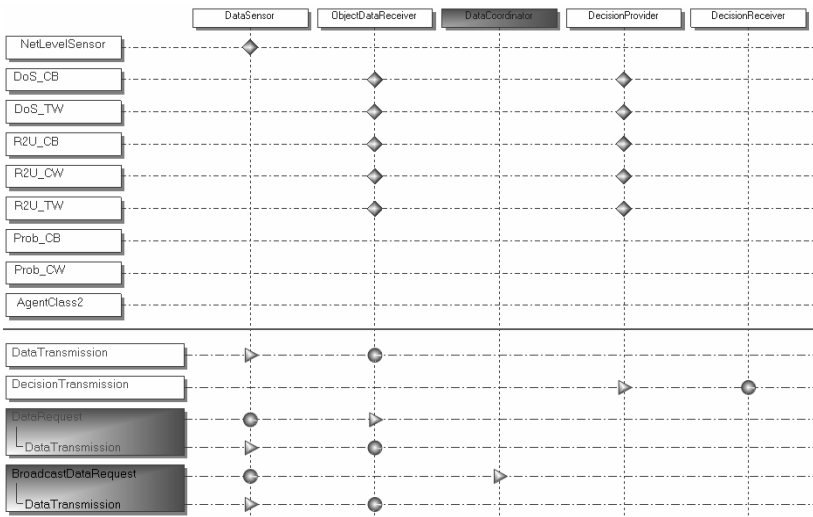 DataSensor
ObjectDataReceiver
DataCoordinator
DecisionProvider
DecisionReceiver
NetLevelSensor
DoS_CB
DoS_TW
R2U_CB
R2U_CW
R2U_TW
Prob_CB
Prob_CW
AgentClass2
DataTransmission
DecisionTransmission
DataRequest
DataTransmission
BroadcastDataRequest
DataTransmission